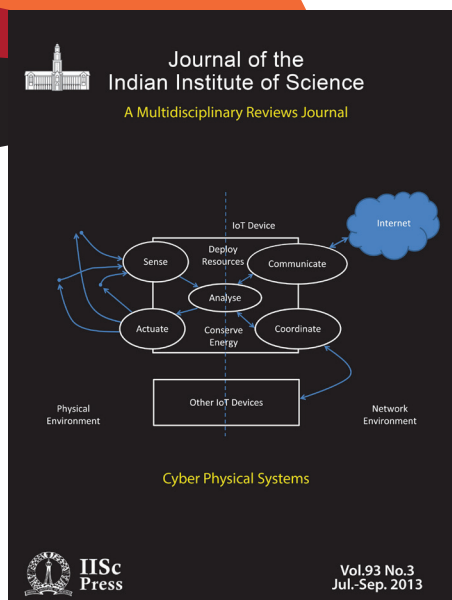 Journal of the
Indian Institute of Science
A Multidisciplinary Reviews Journal
IoT Device
Internet
Deploy
Resources
Sense
Communicate
Analyse
Actuate
Conserve
Energy
Coordinate
Physical
Environment
Other IoT Devices
Network
Environment
Cyber Physical Systems
IISc
Press
Vol.93 No.3
Jul.-Sep. 2013